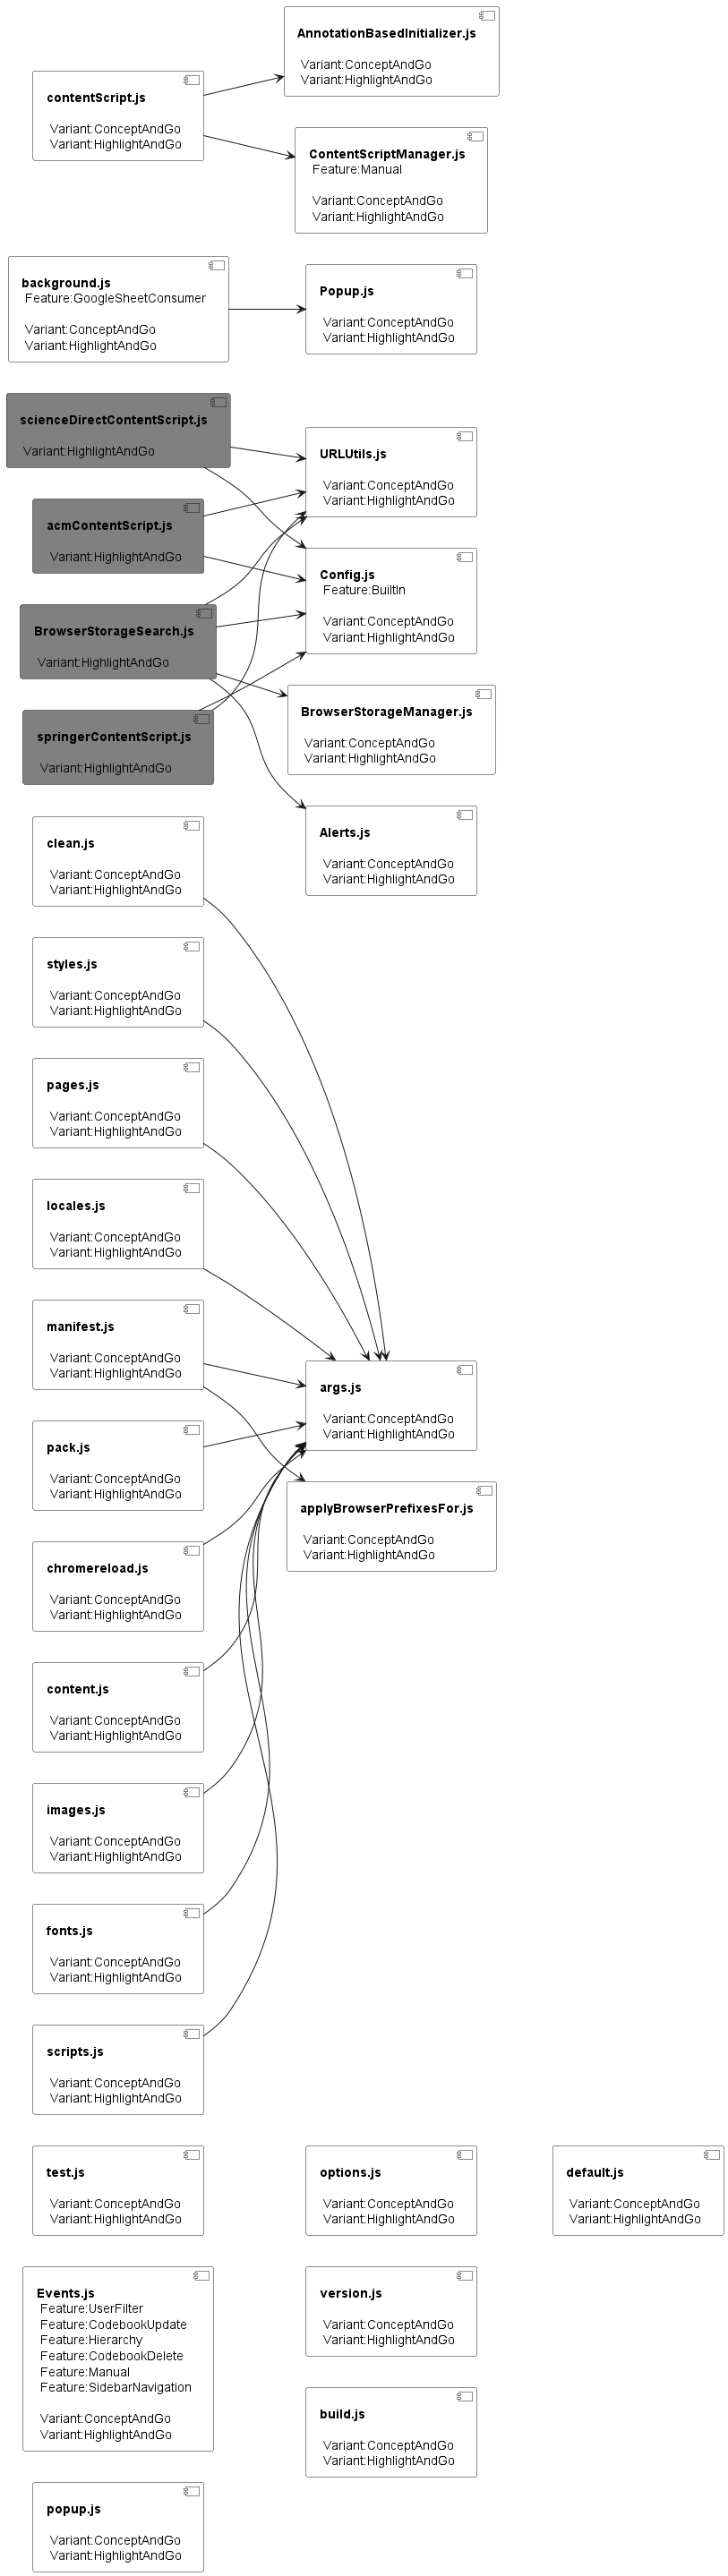 AnnotationBasedInitializer.js
Variant:ConceptAndGo
Variant:HighlightAndGo
contentScript.js
Variant:ConceptAndGo
Variant:HighlightAndGo
ContentScriptManager.js
Feature:Manual
Variant:ConceptAndGo
Variant:HighlightAndGo
background.js
Feature:GoogleSheetConsumer
Variant:ConceptAndGo
Variant:HighlightAndGo
Popup.js
Variant:ConceptAndGo
Variant:HighlightAndGo
scienceDirectContentScript.js
Variant:HighlightAndGo
URLUtils.js
Variant:ConceptAndGo
Variant:HighlightAndGo
acmContentScript.js
Variant:HighlightAndGo
Config.js
Feature:BuiltIn
Variant:ConceptAndGo
Variant:HighlightAndGo
BrowserStorageSearch.js
Variant:HighlightAndGo
BrowserStorageManager.js
Variant:ConceptAndGo
Variant:HighlightAndGo
springerContentScript.js
Variant:HighlightAndGo
Alerts.js
Variant:ConceptAndGo
Variant:HighlightAndGo
clean.js
Variant:ConceptAndGo
Variant:HighlightAndGo
styles.js
Variant:ConceptAndGo
Variant:HighlightAndGo
pages.js
Variant:ConceptAndGo
Variant:HighlightAndGo
locales.js
Variant:ConceptAndGo
Variant:HighlightAndGo
manifest.js
Variant:ConceptAndGo
Variant:HighlightAndGo
args.js
Variant:ConceptAndGo
Variant:HighlightAndGo
pack.js
Variant:ConceptAndGo
Variant:HighlightAndGo
applyBrowserPrefixesFor.js
Variant:ConceptAndGo
Variant:HighlightAndGo
chromereload.js
Variant:ConceptAndGo
Variant:HighlightAndGo
content.js
Variant:ConceptAndGo
Variant:HighlightAndGo
images.js
Variant:ConceptAndGo
Variant:HighlightAndGo
fonts.js
Variant:ConceptAndGo
Variant:HighlightAndGo
scripts.js
Variant:ConceptAndGo
Variant:HighlightAndGo
test.js
Variant:ConceptAndGo
Variant:HighlightAndGo
options.js
Variant:ConceptAndGo
Variant:HighlightAndGo
default.js
Variant:ConceptAndGo
Variant:HighlightAndGo
Events.js
Feature:UserFilter
Feature:CodebookUpdate
Feature:Hierarchy
Feature:CodebookDelete
Feature:Manual
Feature:SidebarNavigation
Variant:ConceptAndGo
Variant:HighlightAndGo
version.js
Variant:ConceptAndGo
Variant:HighlightAndGo
build.js
Variant:ConceptAndGo
Variant:HighlightAndGo
popup.js
Variant:ConceptAndGo
Variant:HighlightAndGo